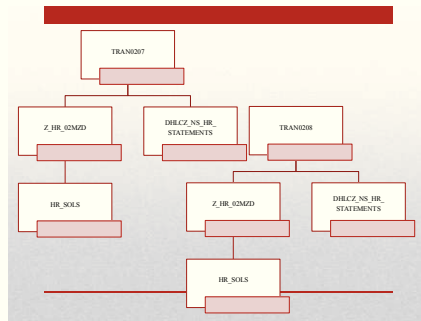 TRAN0207
Z_HR_02MZD
DHLCZ_NS_HR_
STATEMENTS
TRAN0208
HR_SOLS
Z_HR_02MZD
DHLCZ_NS_HR_
STATEMENTS
HR_SOLS